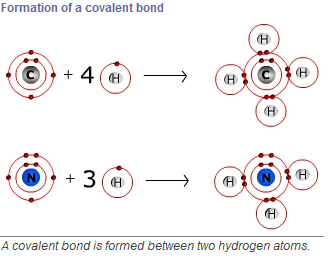 Formation of a covalent bond
H
C + 4 H H C H
H
H
N + 3 H H N H
H
A covalent bond is formed between two hydrogen atoms.